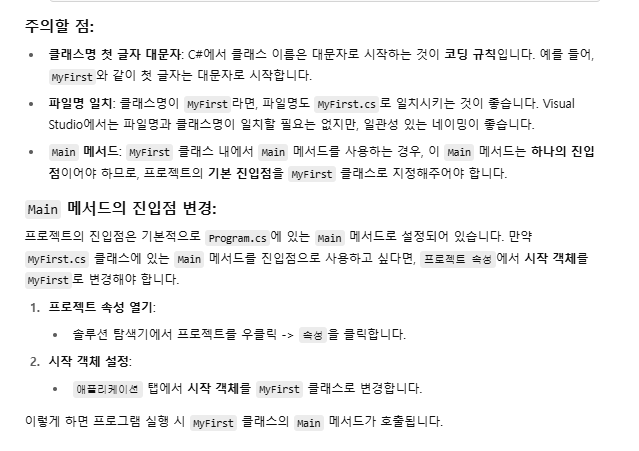 주의할 점:
클래스명 첫 글자 대문자: C#에서 클래스 이름은 대문자로 시작하는 것이 코딩 규칙입니다. 예를 들어,
MyFirst와 같이 첫 글자는 대문자로 시작합니다.
파일명 일치: 클래스명이 MyFirst라면, 파일명도 MyFirst.cs로 일치시키는 것이 좋습니다. Visual
Studio에서는 파일명과 클래스명이 일치할 필요는 없지만, 일관성 있는 네이밍이 좋습니다.
Main 메서드: MyFirst 클래스 내에서 Main 메서드를 사용하는 경우, 이 Main 메서드는 하나의 진입
점이어야 하므로, 프로젝트의 기본 진입점을 MyFirst 클래스로 지정해주어야 합니다.
Main 메서드의 진입점 변경:
프로젝트의 진입점은 기본적으로 Program.cs에 있는 Main 메서드로 설정되어 있습니다. 만약
MyFirst.cs 클래스에 있는 Main 메서드를 진입점으로 사용하고 싶다면, 프로젝트 속성에서 시작 객체를
MyFirst로 변경해야 합니다.
1. 프로젝트 속성 열기:
솔루션 탐색기에서 프로젝트를 우클릭 -> 속성을 클릭합니다.
2. 시작 객체 설정:
애플리케이션 탭에서 시작 객체를 MyFirst 클래스로 변경합니다.
이렇게 하면 프로그램 실행 시 MyFirst 클래스의 Main 메서드가 호출됩니다.